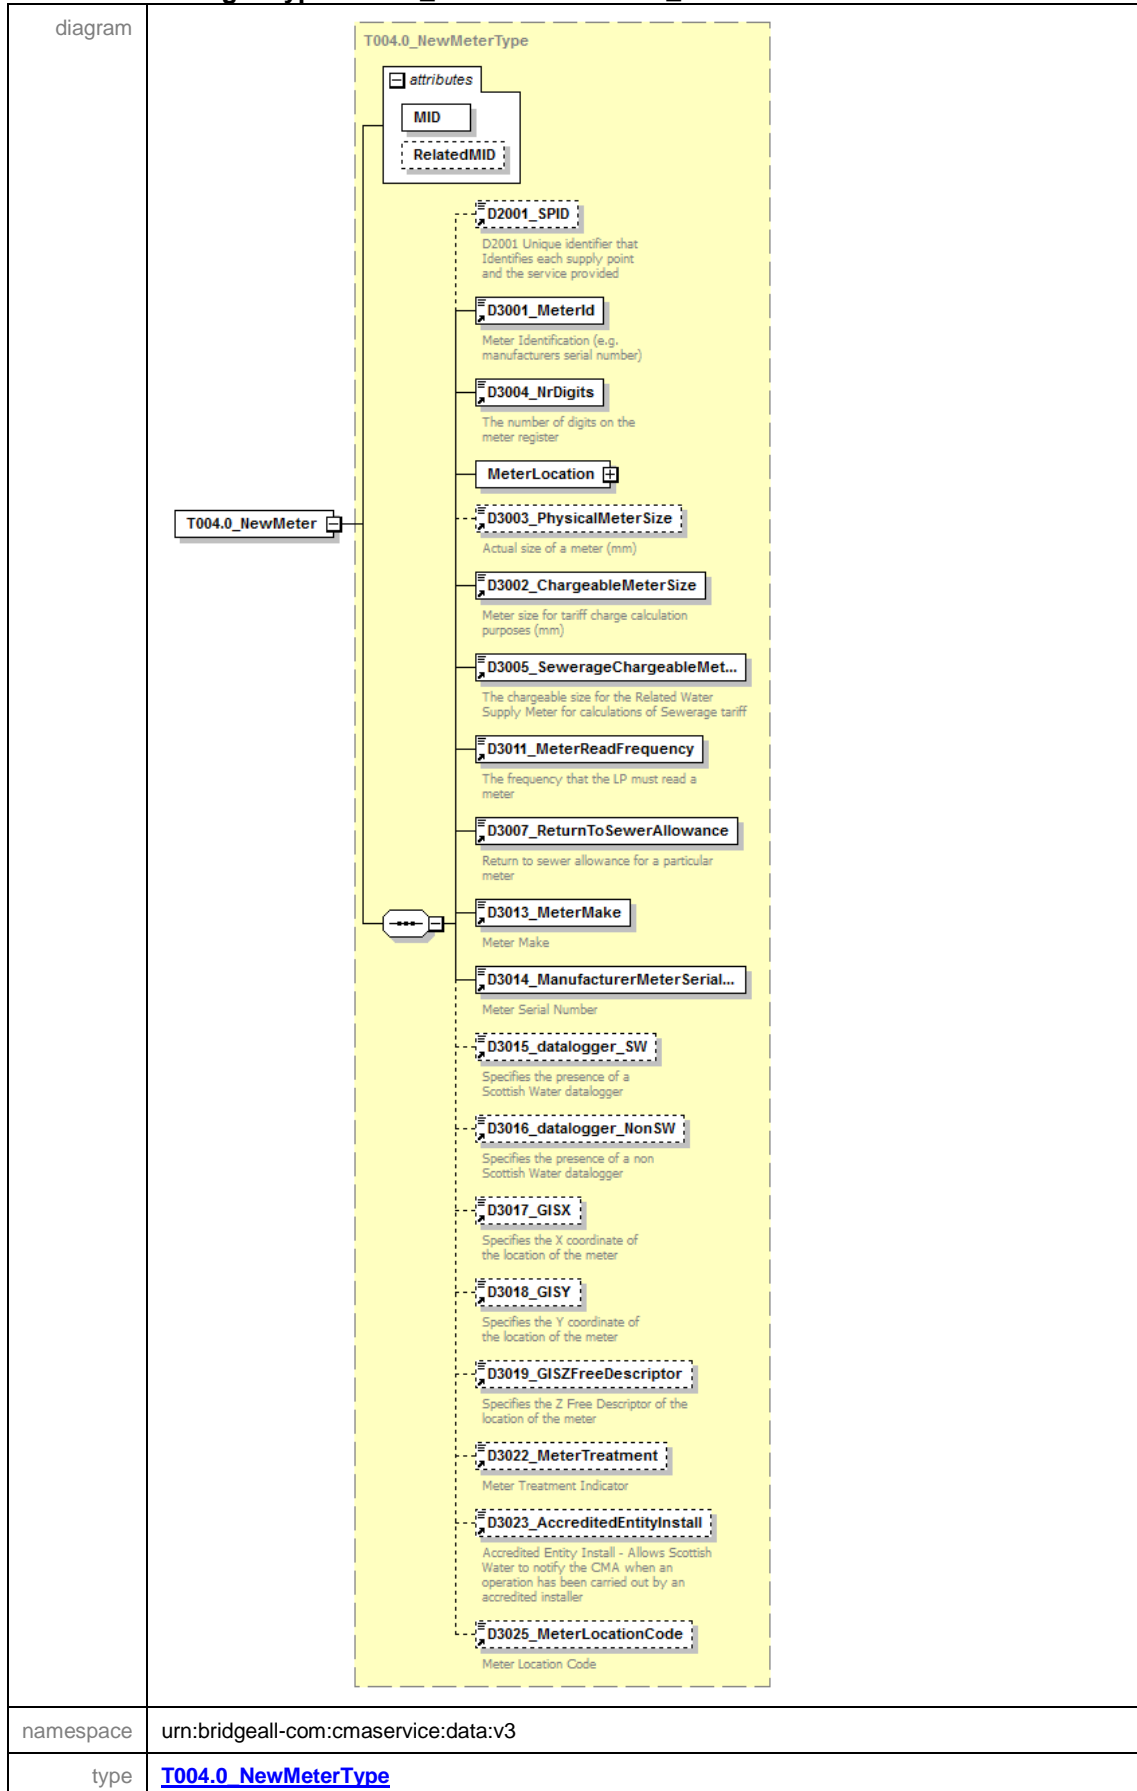 diagram
T004.0_NewMeterType
attributes
MID
RelatedMID
D2001_SPID
D2001 Unique identifier that
Identifies each supply point
and the service provided
D3001_MeterId
Meter Identification (e.g.
manufacturers serial number)
D3004_NrDigits
The number of digits on the
meter register
MeterLocation
T004.0_NewMeter
D3003_PhysicalMeterSize
Actual size of a meter (mm)
D3002_ChargeableMeterSize
Meter size for tariff charge calculation
purposes (mm)
D3005_SewerageChargeableMet...
The chargeable size for the Related Water
Supply Meter for calculations of Sewerage tariff
D3011_MeterReadFrequency
The frequency that the LP must read a
meter
D3007_ReturnToSewerAllowance
Return to sewer allowance for a particular
meter
D3013_MeterMake
Meter Make
D3014_ManufacturerMeterSerial...
Meter Serial Number
D3015_datalogger_SW
Specifies the presence of a
Scottish Water datalogger
D3016_datalogger_NonSW
Specifies the presence of a non
Scottish Water datalogger
D3017_GISX
Specifies the X coordinate of
the location of the meter
D3018_GISY
Specifies the Y coordinate of
the location of the meter
D3019_GISZFreeDescriptor
Specifies the Z Free Descriptor of the
location of the meter
D3022_MeterTreatment
Meter Treatment Indicator
D3023_AccreditedEntityInstall
Accredited Entity Install - Allows Scottish
Water to notify the CMA when an
operation has been carried out by an
accredited installer
D3025_MeterLocationCode
Meter Location Code
namespace urn:bridgeall-com:cmaservice:data:v3
type T004.0_NewMeterType